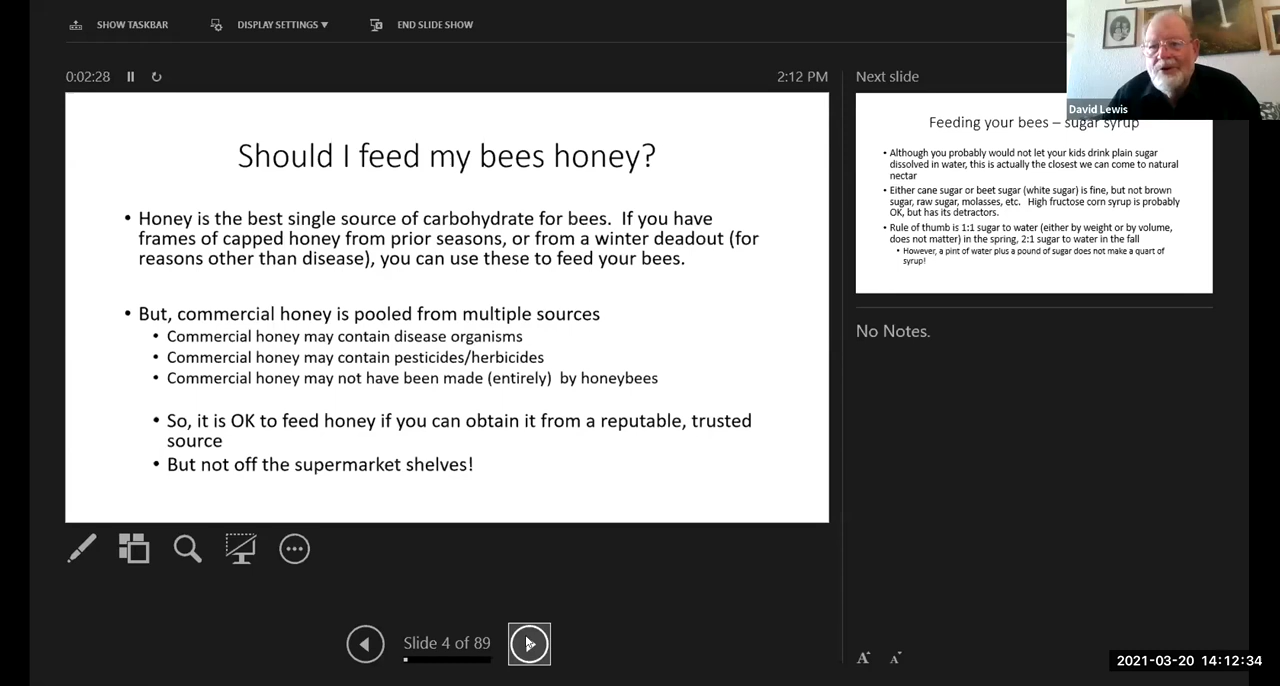 SHOW TASKBAR
DISPLAY SETTINGS ▼
END SLIDE SHOW
0:02:28
2:12 PM
Should I feed my bees honey?
• Honey is the best single source of carbohydrate for bees.  If you have
frames of capped honey from prior seasons, or from a winter deadout (for
reasons other than disease), you can use these to feed your bees.
• But, commercial honey is pooled from multiple sources
• Commercial honey may contain disease organisms
• Commercial honey may contain pesticides/herbicides
• Commercial honey may not have been made (entirely)  by honeybees
• So, it is OK to feed honey if you can obtain it from a reputable, trusted
source
• But not off the supermarket shelves!
Slide 4 of 89
Next slide
David Lewis
Feeding your bees – sugar syrup
• Although you probably would not let your kids drink plain sugar
dissolved in water, this is actually the closest we can come to natural
nectar
• Either cane sugar or beet sugar (white sugar) is fine, but not brown
sugar, raw sugar, molasses, etc.   High fructose corn syrup is probably
OK, but has its detractors.
• Rule of thumb is 1:1 sugar to water (either by weight or by volume,
does not matter) in the spring, 2:1 sugar to water in the fall
• However, a pint of water plus a pound of sugar does not make a quart of
syrup!
No Notes.
A A
2021-03-20 14:12:34